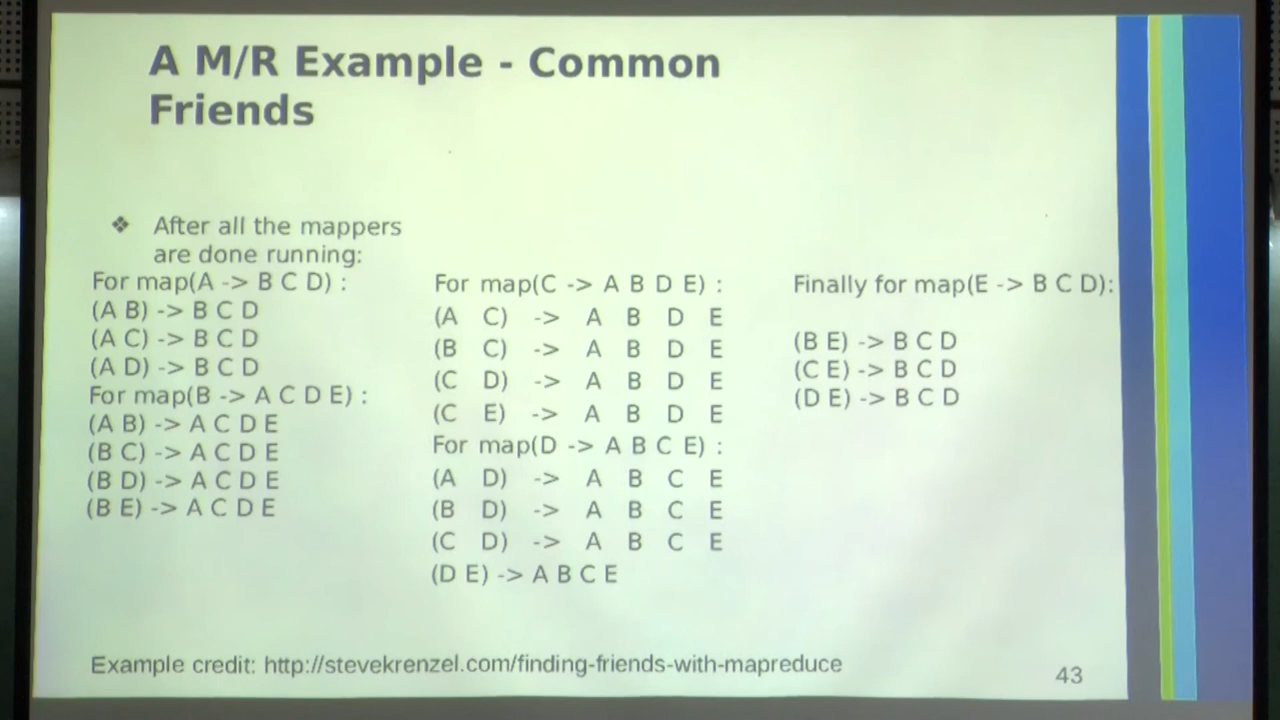 A M/R Example - Common
Friends
❖ After all the mappers
are done running:
For map(A -> B C D) :
(A B) -> B C D
(A C) -> B C D
(A D) -> B C D
For map(B -> A C D E) :
(A B) -> A C D E
(B C) -> A C D E
(B D) -> A C D E
(B E) -> A C D E
For map(C -> A B D E) :
(A C) -> A B D E
(B C) -> A B D E
(C D) -> A B D E
(C E) -> A B D E
For map(D -> A B C E) :
(A D) -> A B C E
(B D) -> A B C E
(C D) -> A B C E
(D E) -> A B C E
Finally for map(E -> B C D):
(B E) -> B C D
(C E) -> B C D
(D E) -> B C D
Example credit: http://stevekrenzel.com/finding-friends-with-mapreduce
43